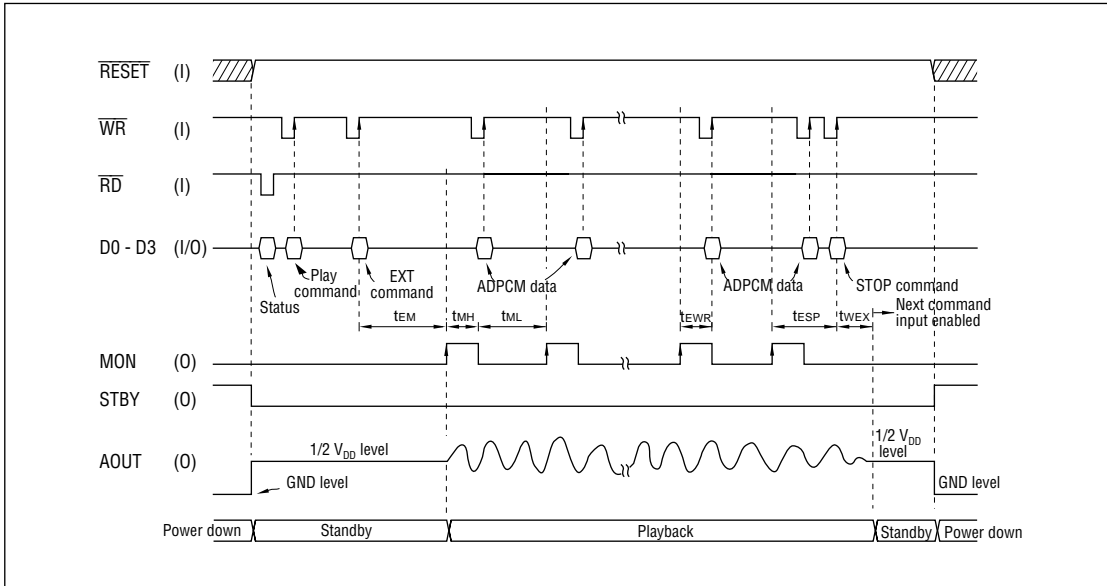 RESET (I)
WR (I)
RD (I)
D0 - D3 (I/O)
Status
Play
command
EXT
command
ADPCM data
ADPCM data
STOP command
Next command
input enabled
tEM
tMH
tML
tEWR
tESP
tWEX
MON (O)
STBY (O)
AOUT (O)
1/2 VDD level
GND level
1/2 VDD
level
GND level
Power down
Standby
Playback
Standby
Power down